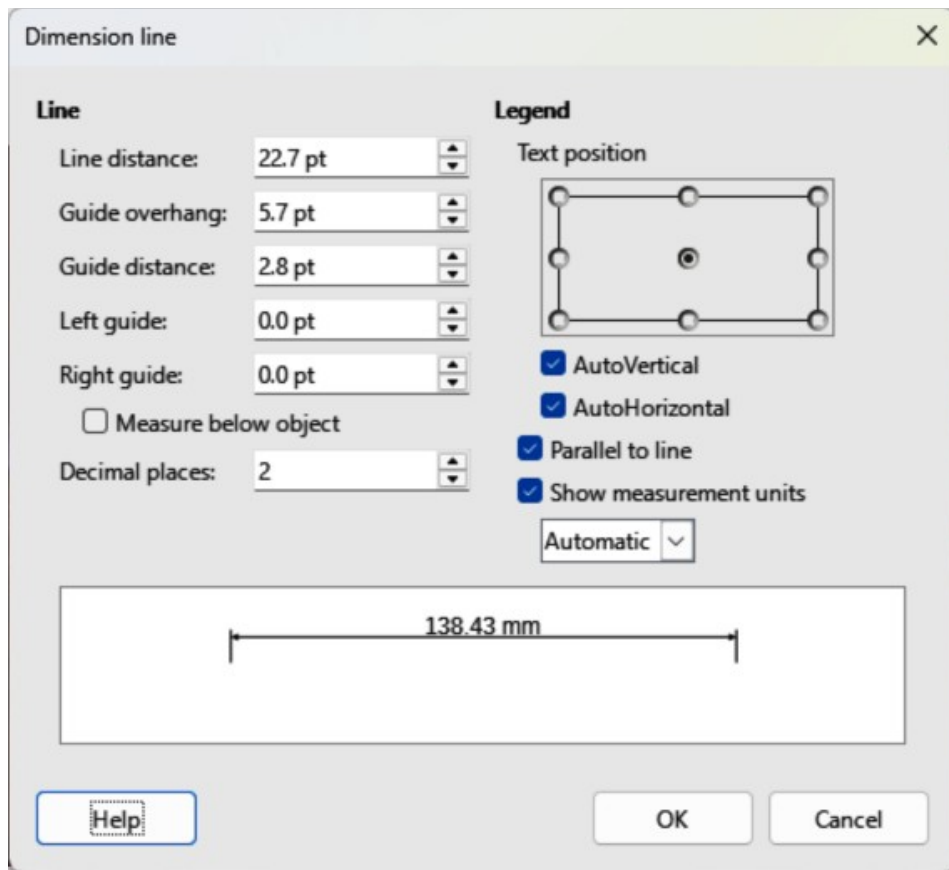 Dimension line
Line
Line distance: 22.7 pt
Guide overhang: 5.7 pt
Guide distance: 2.8 pt
Left guide: 0.0 pt
Right guide: 0.0 pt
Measure below object
Decimal places: 2
Legend
Text position
AutoVertical
AutoHorizontal
Parallel to line
Show measurement units
Automatic
138.43 mm
Help
OK
Cancel